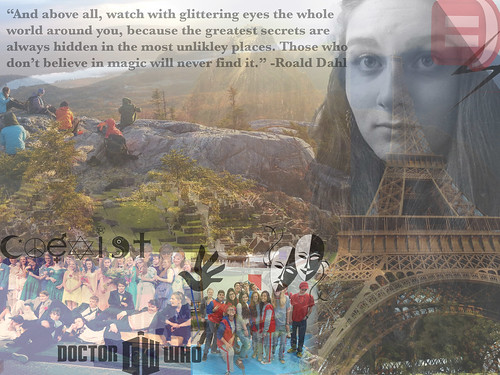 “And above all, watch with glittering eyes the whole
world around you, because the greatest secrets are
always hidden in the most unlikley places. Those who
don’t believe in magic will never find it.” -Roald Dahl
coexist
DOCTOR DW WHO